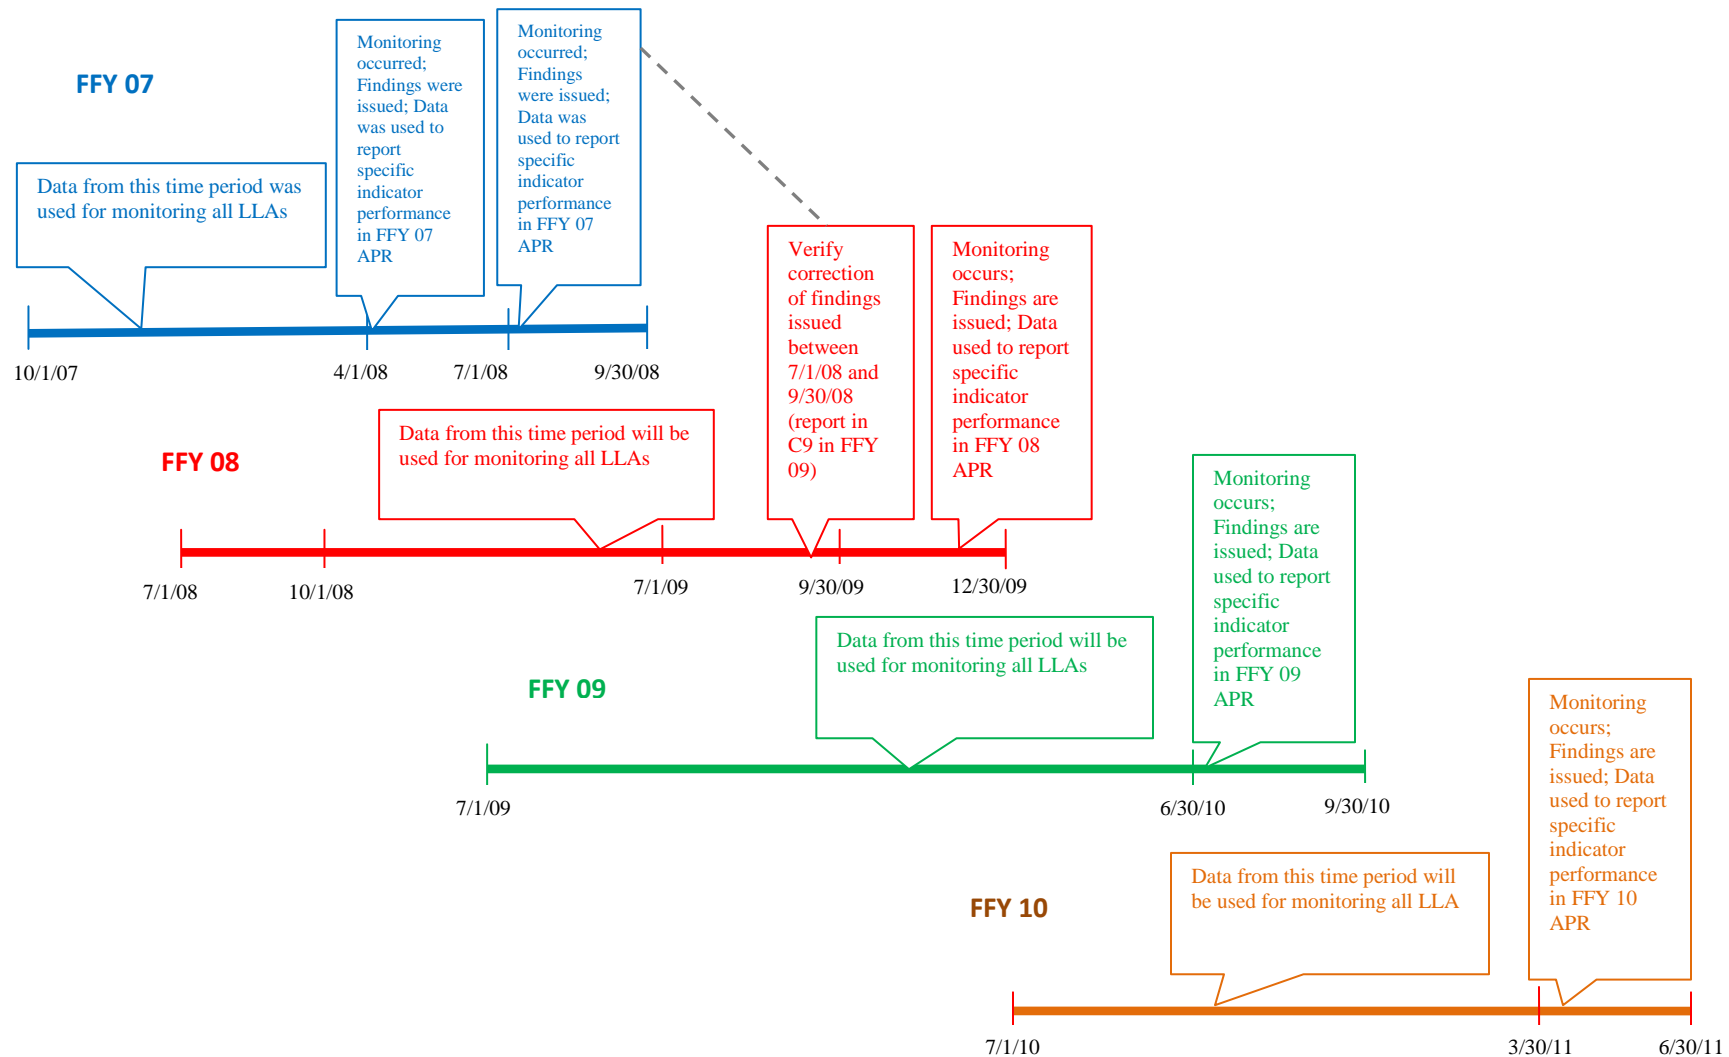 FFY 07
Data from this time period was
used for monitoring all LLAs
Monitoring
occurred;
Findings were
issued; Data
was used to
report
specific
indicator
performance
in FFY 07
APR
Monitoring
occurred;
Findings
were issued;
Data was
used to report
specific
indicator
performance
in FFY 07
APR
10/1/07
4/1/08
7/1/08
9/30/08
FFY 08
Data from this time period will be
used for monitoring all LLAs
Verify
correction
of findings
issued
between
7/1/08 and
9/30/08
(report in
C9 in FFY
09)
Monitoring
occurs;
Findings are
issued; Data
used to report
specific
indicator
performance
in FFY 08
APR
7/1/08
10/1/08
7/1/09
9/30/09
12/30/09
FFY 09
Data from this time period will be
used for monitoring all LLAs
Monitoring
occurs;
Findings are
issued; Data
used to report
specific
indicator
performance
in FFY 09
APR
7/1/09
6/30/10
9/30/10
FFY 10
Data from this time period will
be used for monitoring all LLA
Monitoring
occurs;
Findings are
issued; Data
used to report
specific
indicator
performance
in FFY 10
APR
7/1/10
3/30/11
6/30/11